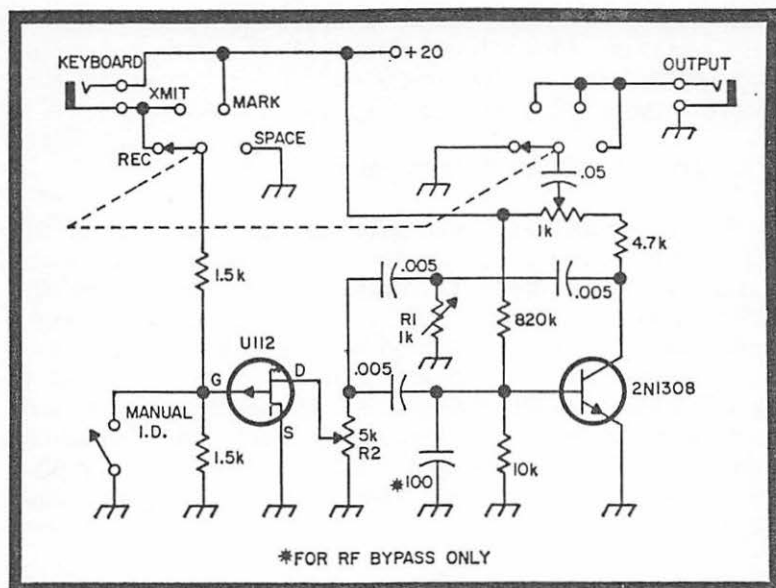 KEYBOARD
XMIT
MARK
REC
SPACE
+20
OUTPUT
.05
1k
4.7k
1.5k
.005
.005
R1
1k
820k
U112
G
D
S
.005
2N1308
MANUAL
I.D.
1.5k
5k
R2
*100
10k
*FOR RF BYPASS ONLY